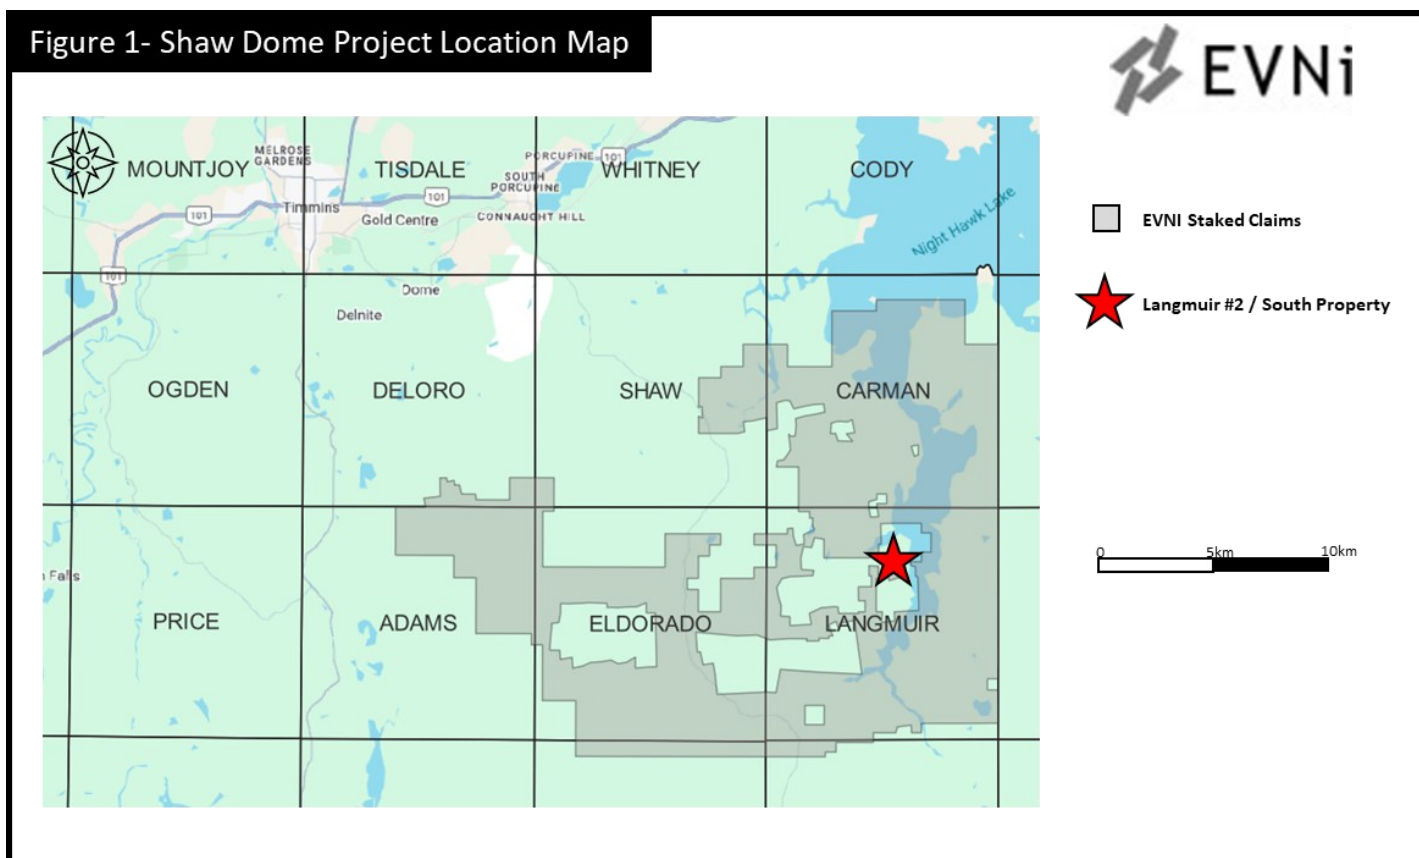 Figure 1- Shaw Dome Project Location Map
EVNi
MOUNTJOY
MELROSE
GARDENS
TISDALE
PORCUPINE
101
WHITNEY
CODY
SOUTH
PORCUPINE
101
101
Timmins
Gold Centre
CONNAUGHT HILL
Night Hawk Lake
EVNI Staked Claims
101
Dome
Delnite
Langmuir #2 / South Property
OGDEN
DELORO
SHAW
CARMAN
0 5km 10km
n Falls
PRICE
ADAMS
ELDORADO
LANGMUIR